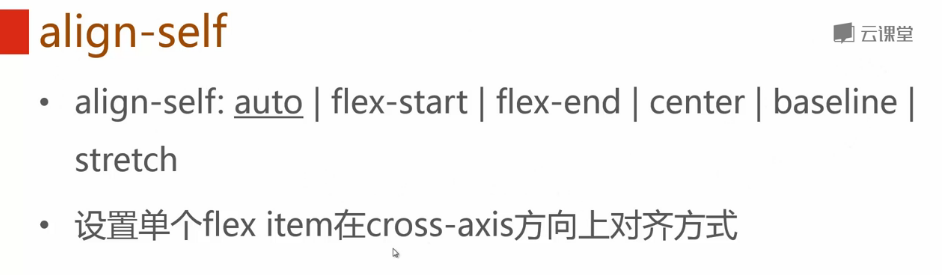 align-self
云课堂
• align-self: auto | flex-start | flex-end | center | baseline |
stretch
• 设置单个flex item在cross-axis方向上对齐方式